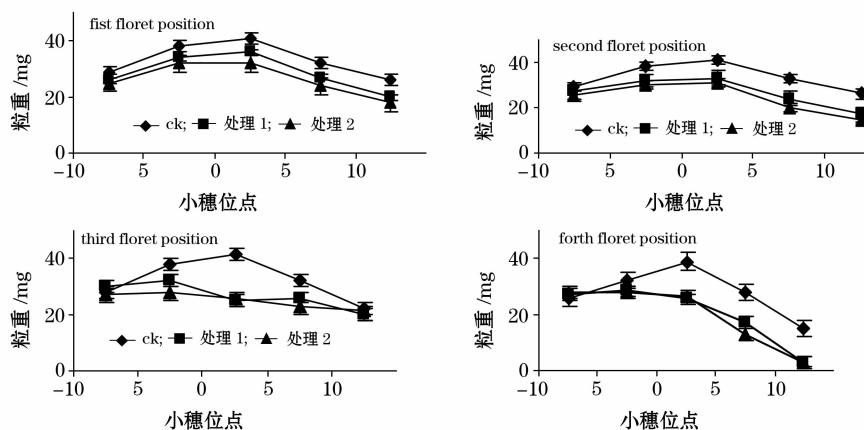 fist floret position
40
20
0
粒重 /mg
ck; 处理 1; 处理 2
−10 5 0 5 10
小穗位点
second floret position
40
20
0
粒重 /mg
ck; 处理 1; 处理 2
−10 5 0 5 10
小穗位点
third floret position
40
20
0
粒重 /mg
ck; 处理 1; 处理 2
−10 5 0 5 10
小穗位点
forth floret position
40
20
0
粒重 /mg
−10 5 0 5 10
小穗位点